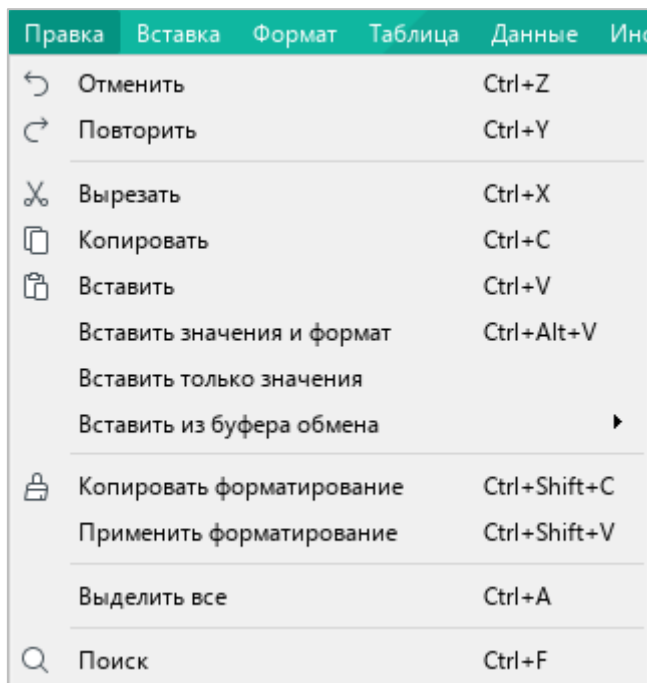 Правка Вставка Формат Таблица Данные
Отменить Ctrl+Z
Повторить Ctrl+Y
Вырезать Ctrl+X
Копировать Ctrl+C
Вставить Ctrl+V
Вставить значения и формат Ctrl+Alt+V
Вставить только значения
Вставить из буфера обмена
Копировать форматирование Ctrl+Shift+C
Применить форматирование Ctrl+Shift+V
Выделить все Ctrl+A
Поиск Ctrl+F